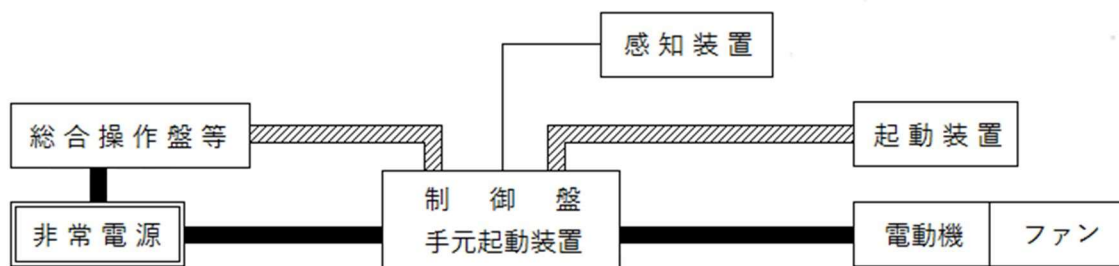 感知装置
総合操作盤等
起動装置
制御盤
手元起動装置
非常電源
電動機
ファン